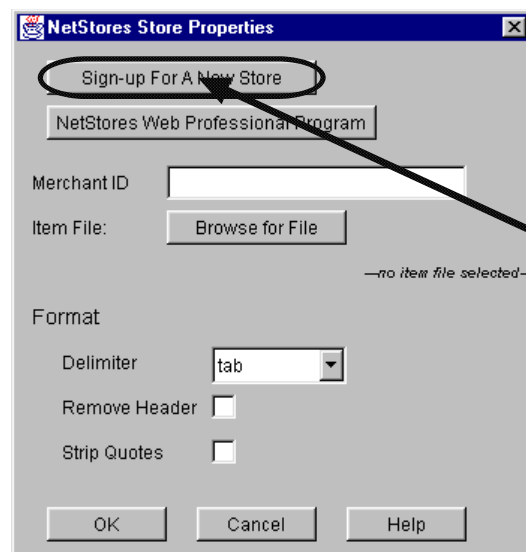 NetStores Store Properties
Sign-up For A New Store
NetStores Web Professional Program
Merchant ID
Item File: Browse for File
—no item file selected—
Format
Delimiter tab
Remove Header
Strip Quotes
OK Cancel Help